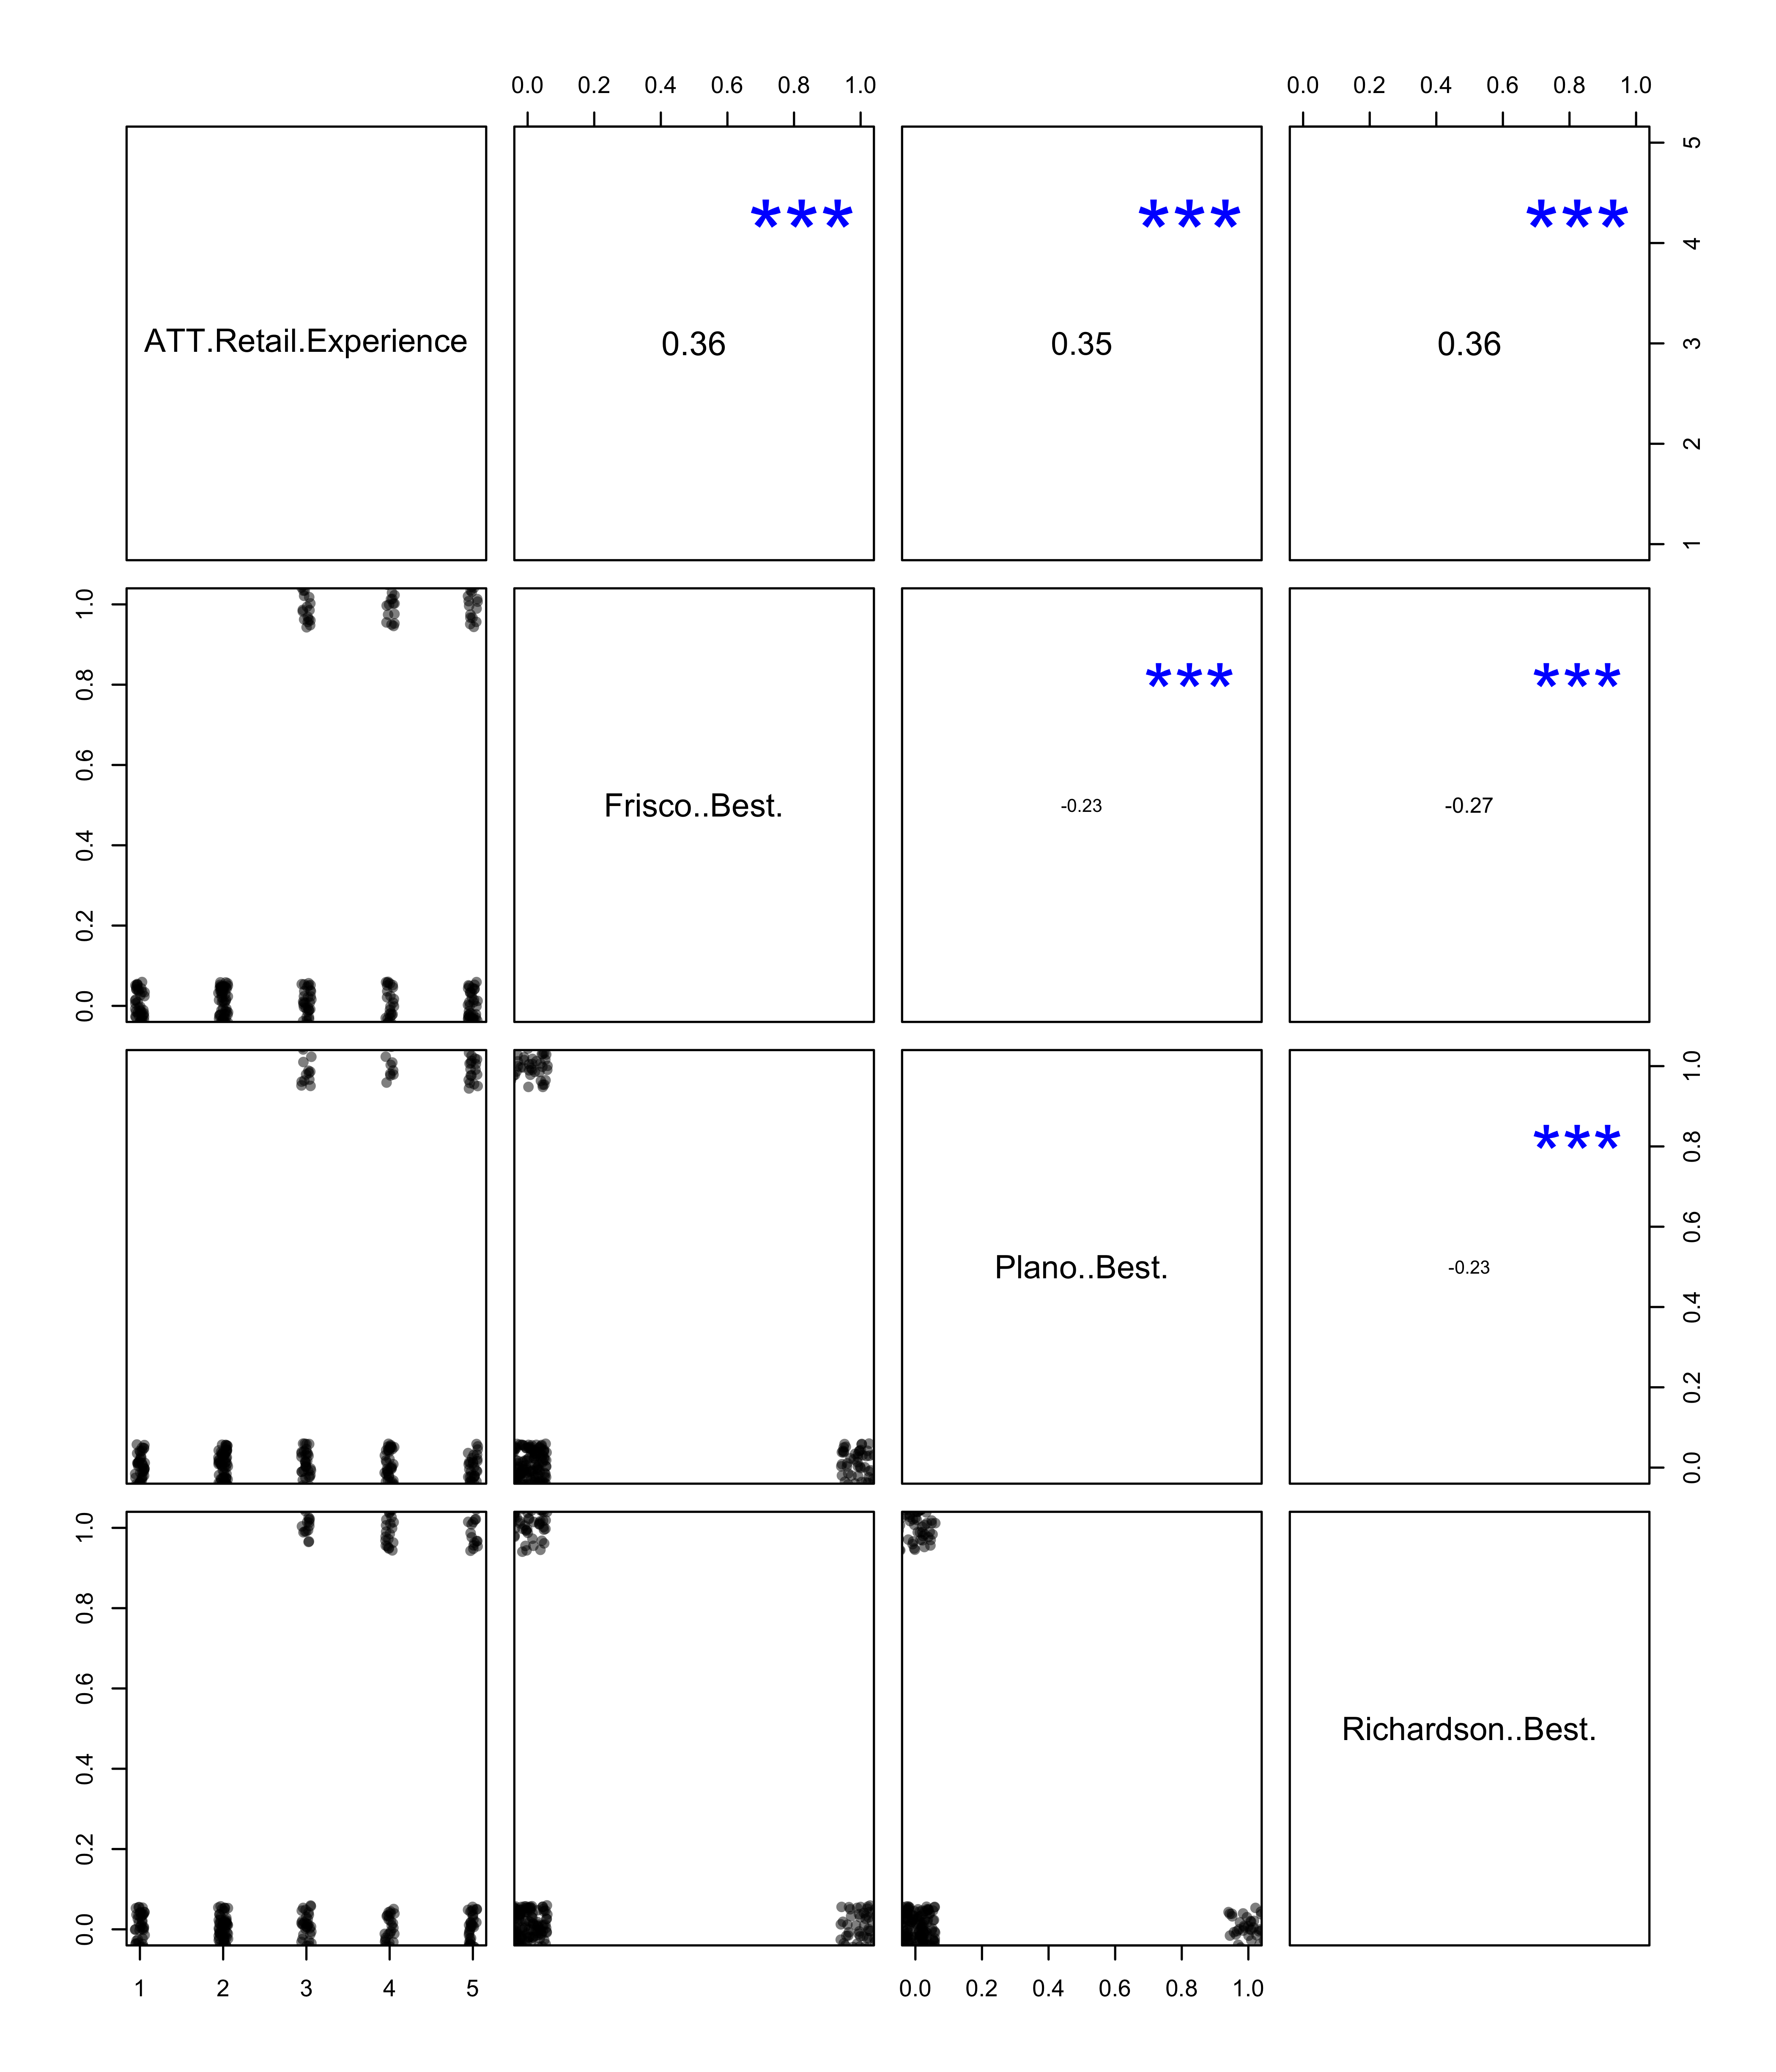 0.0 0.2 0.4 0.6 0.8 1.0 0.0 0.2 0.4 0.6 0.8 1.0
ATT.Retail.Experience 0.36 *** 0.35 *** 0.36 *** 1 2 3 4 5
0.0 0.2 0.4 0.6 0.8 1.0 Frisco..Best. -0.23 *** -0.27 ***
Plano..Best. -0.23 *** 0.0 0.2 0.4 0.6 0.8 1.0
0.0 0.2 0.4 0.6 0.8 1.0 Richardson..Best.
1 2 3 4 5 0.0 0.2 0.4 0.6 0.8 1.0